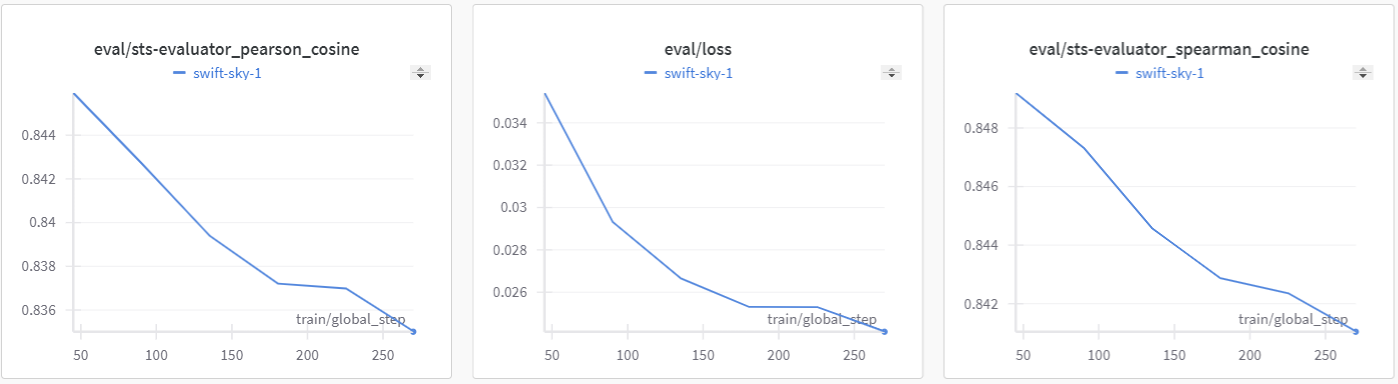 eval/sts-evaluator_pearson_cosine
swift-sky-1
0.844
0.842
0.84
0.838
0.836
train/global_step
50 100 150 200 250
eval/loss
swift-sky-1
0.034
0.032
0.03
0.028
0.026
train/global_step
50 100 150 200 250
eval/sts-evaluator_spearman_cosine
swift-sky-1
0.848
0.846
0.844
0.842
train/global_step
50 100 150 200 250